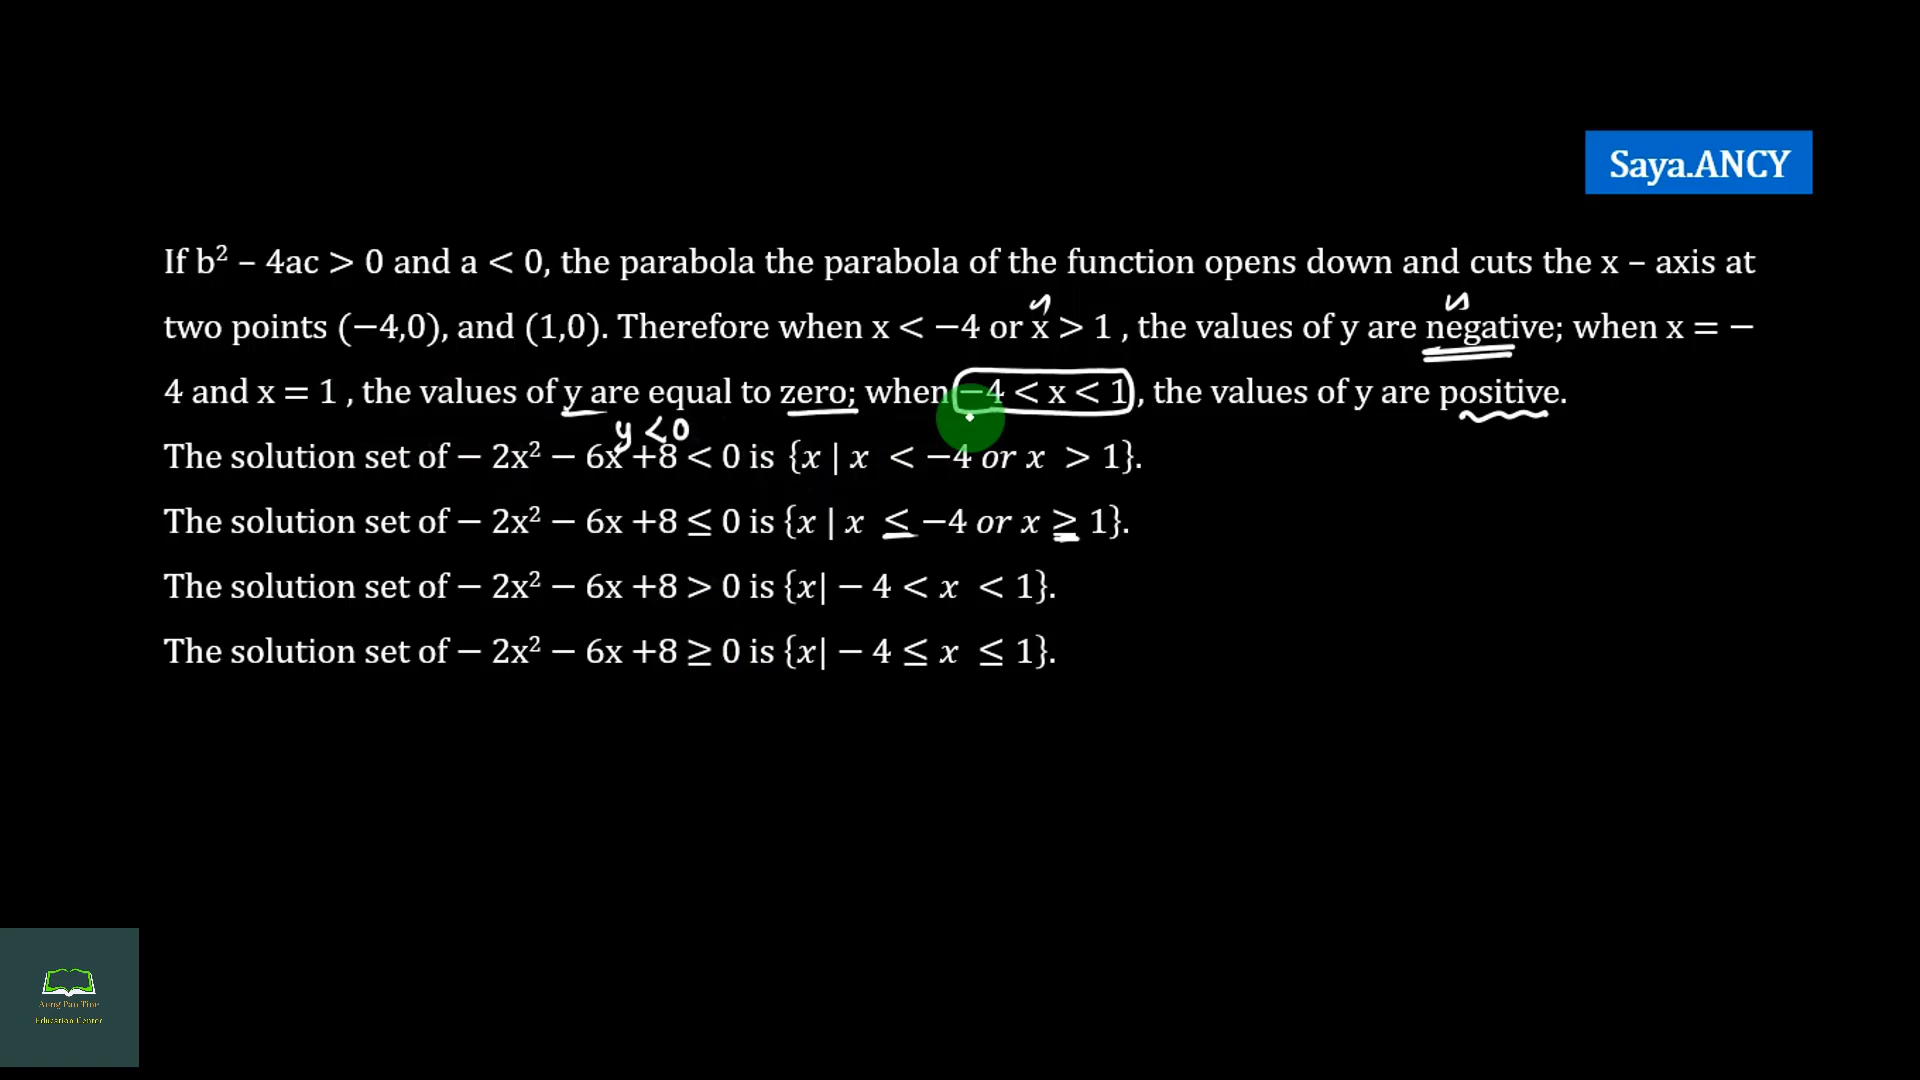 Saya.ANCY
If b² – 4ac > 0 and a < 0, the parabola the parabola of the function opens down and cuts the x – axis at
two points (−4,0), and (1,0). Therefore when x < −4 or x > 1 , the values of y are negative; when x = −
4 and x = 1 , the values of y are equal to zero; when −4 < x < 1 , the values of y are positive.
y < 0
The solution set of − 2x² − 6x +8 < 0 is {x | x < −4 or x > 1}.
The solution set of − 2x² − 6x +8 ≤ 0 is {x | x ≤ −4 or x ≥ 1}.
The solution set of − 2x² − 6x +8 > 0 is {x| − 4 < x < 1}.
The solution set of − 2x² − 6x +8 ≥ 0 is {x| − 4 ≤ x ≤ 1}.
Aung Pan Tine
Education Center